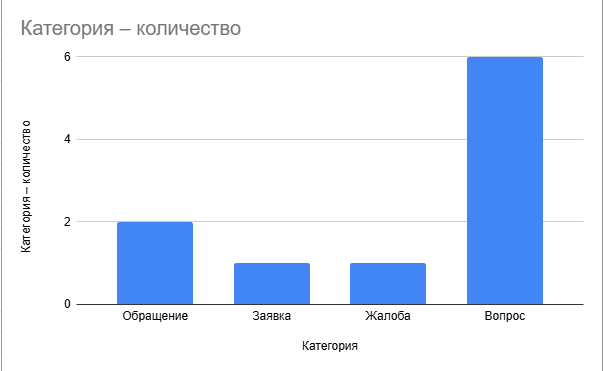 Категория – количество
6
4
2
0
Категория – количество
Обращение
Заявка
Жалоба
Вопрос
Категория